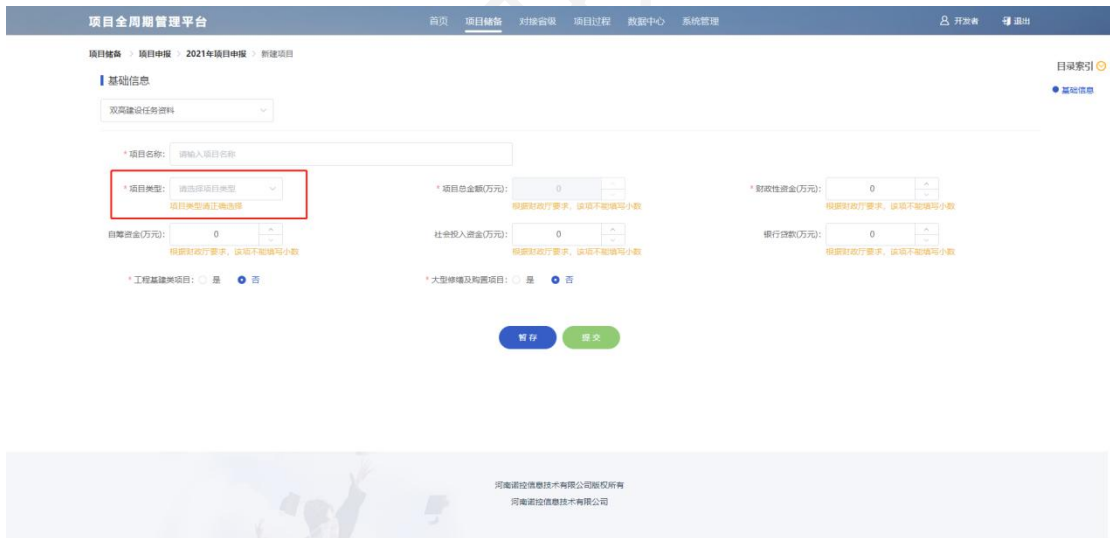 项目全周期管理平台 首页 项目储备 对接省级 项目过程 数据中心 系统管理 开发者 退出
项目储备 > 项目申报 > 2021年项目申报 > 新建项目
目录索引
基础信息
基础信息
双高建设任务资料
* 项目名称: 请输入项目名称
* 项目类型: 请选择项目类型 * 项目总金额(万元): 0 * 财政性资金(万元): 0
项目类型请正确选择 根据财政厅要求，该项不能填写小数 根据财政厅要求，该项不能填写小数
自筹资金(万元): 0 社会投入资金(万元): 0 银行贷款(万元): 0
根据财政厅要求，该项不能填写小数 根据财政厅要求，该项不能填写小数 根据财政厅要求，该项不能填写小数
* 工程基建类项目: 是 否 * 大型修缮及购置项目: 是 否
暂存 提交
河南诺控信息技术有限公司版权所有
河南诺控信息技术有限公司